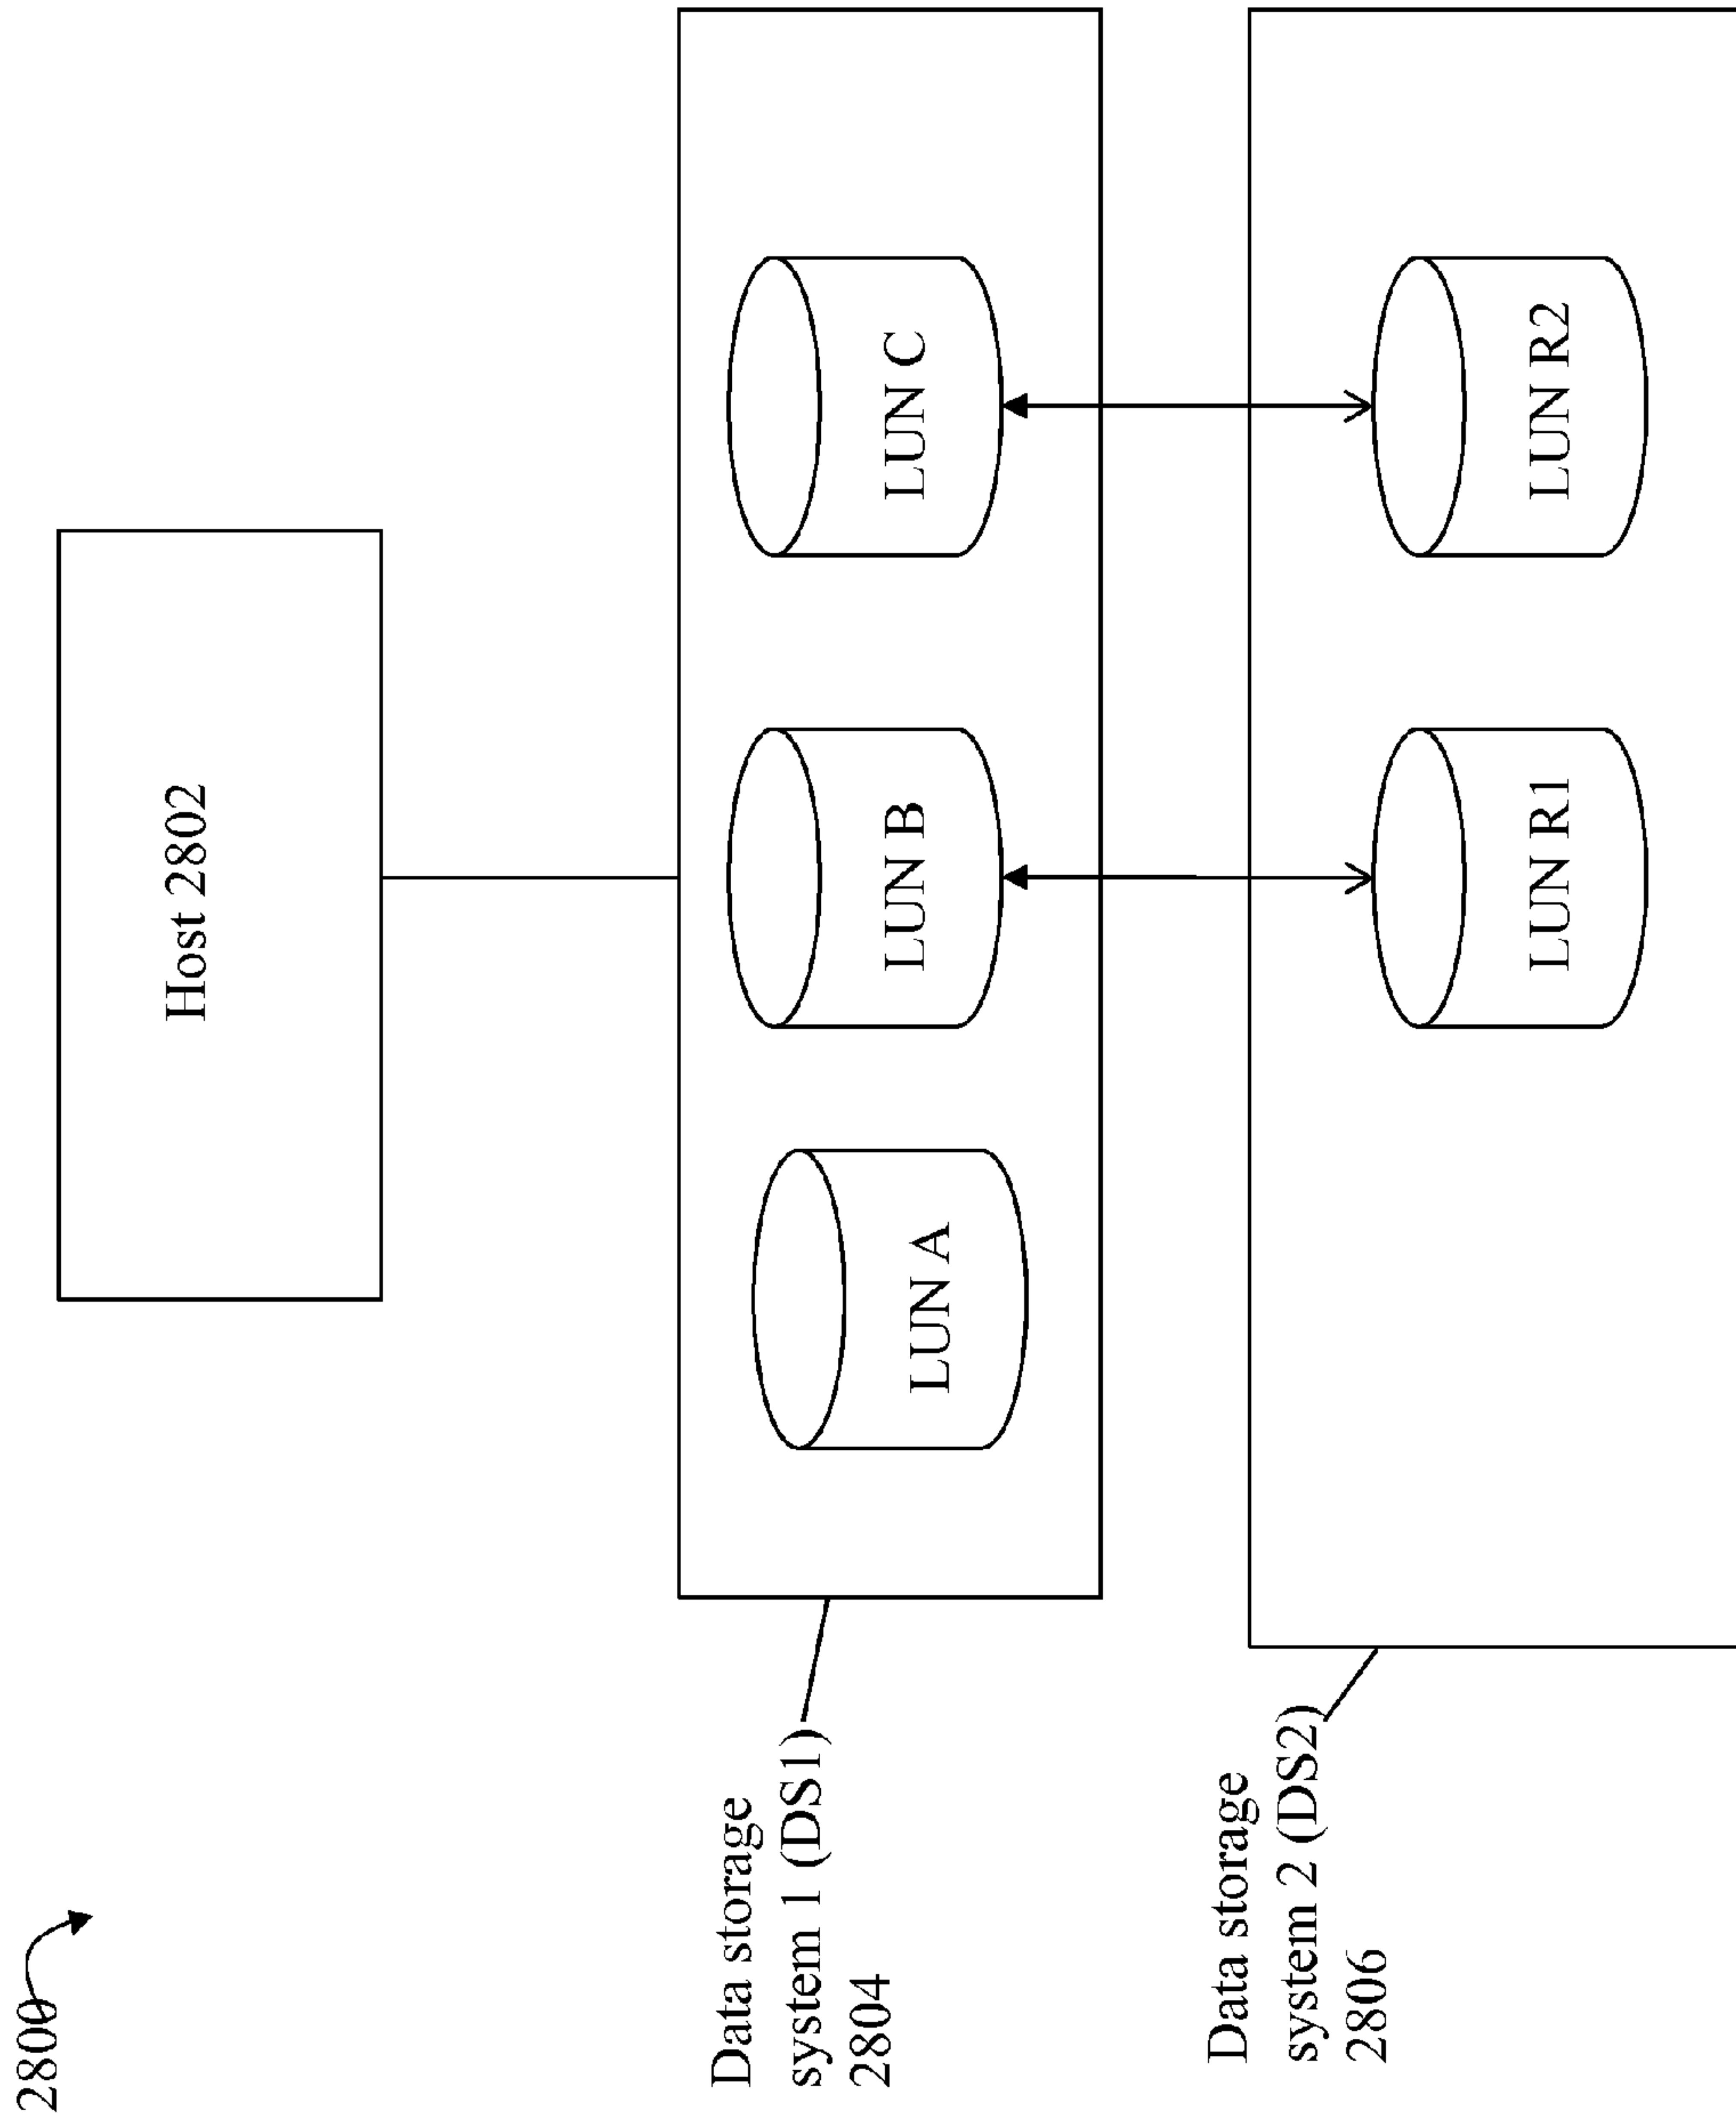 2800
Host 2802
Data storage
system 1 (DS1)
2804
LUN A
LUN B
LUN C
Data storage
system 2 (DS2)
2806
LUN R1
LUN R2